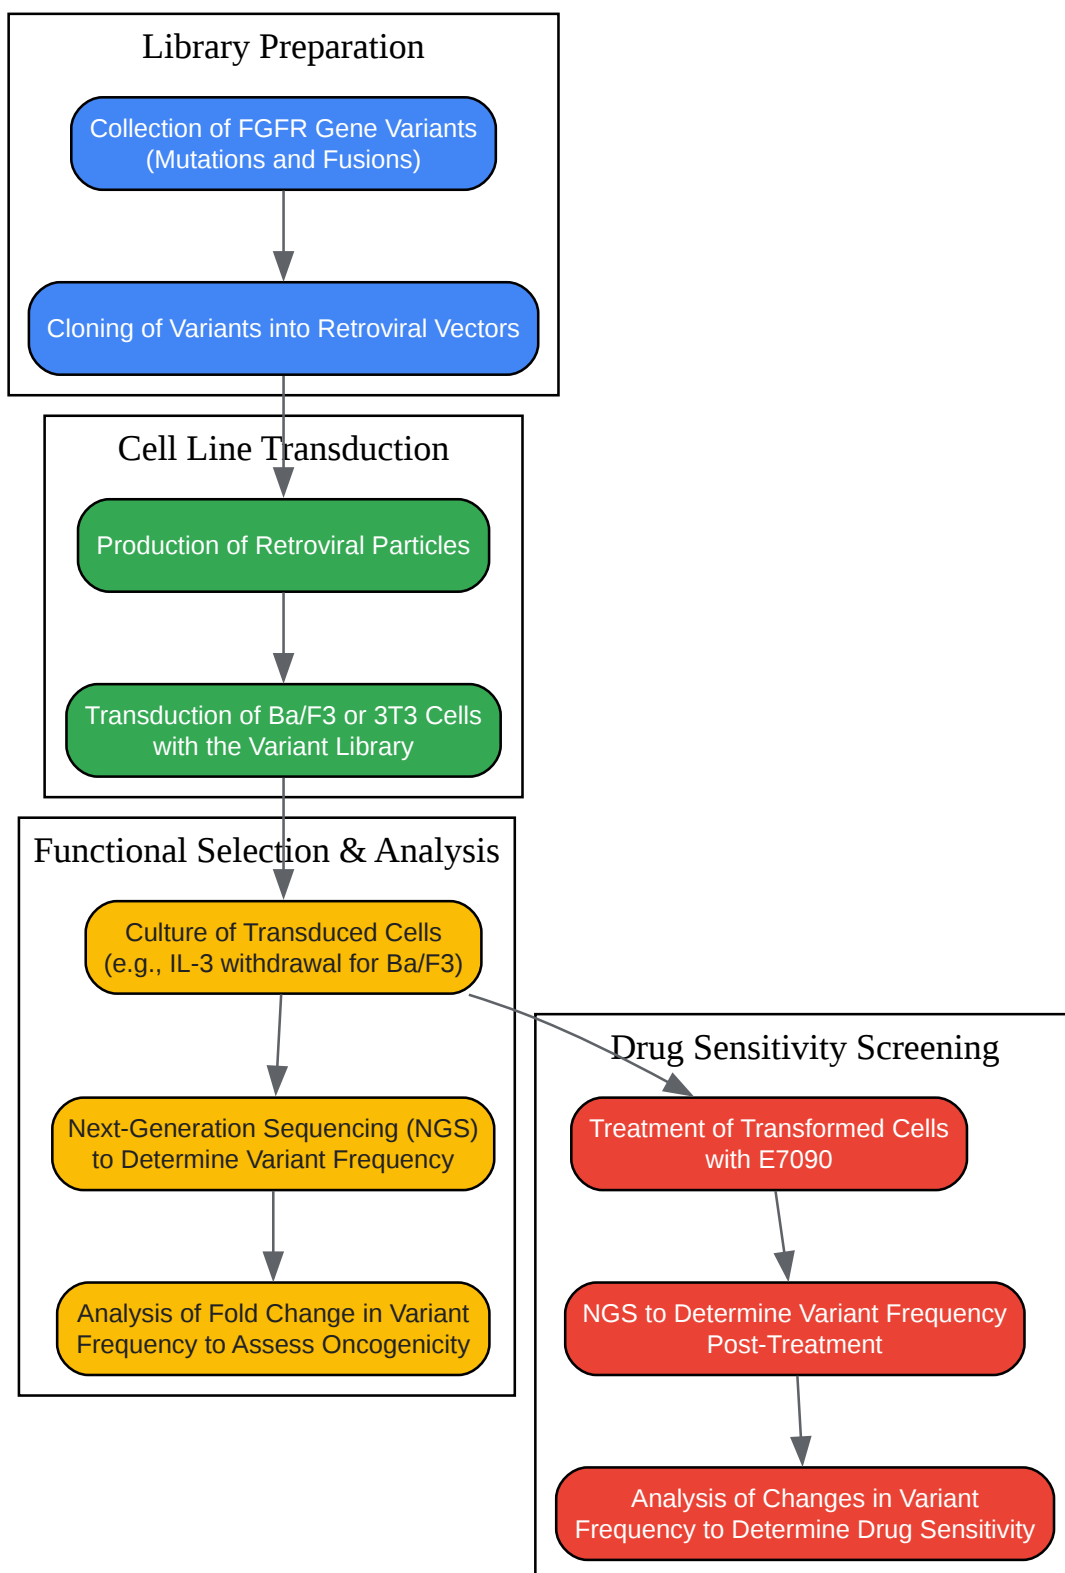 Library Preparation
Collection of FGFR Gene Variants
(Mutations and Fusions)
Cloning of Variants into Retroviral Vectors
Cell Line Transduction
Production of Retroviral Particles
Transduction of Ba/F3 or 3T3 Cells
with the Variant Library
Functional Selection & Analysis
Culture of Transduced Cells
(e.g., IL-3 withdrawal for Ba/F3)
Next-Generation Sequencing (NGS)
to Determine Variant Frequency
Analysis of Fold Change in Variant
Frequency to Assess Oncogenicity
Drug Sensitivity Screening
Treatment of Transformed Cells
with E7090
NGS to Determine Variant Frequency
Post-Treatment
Analysis of Changes in Variant
Frequency to Determine Drug Sensitivity